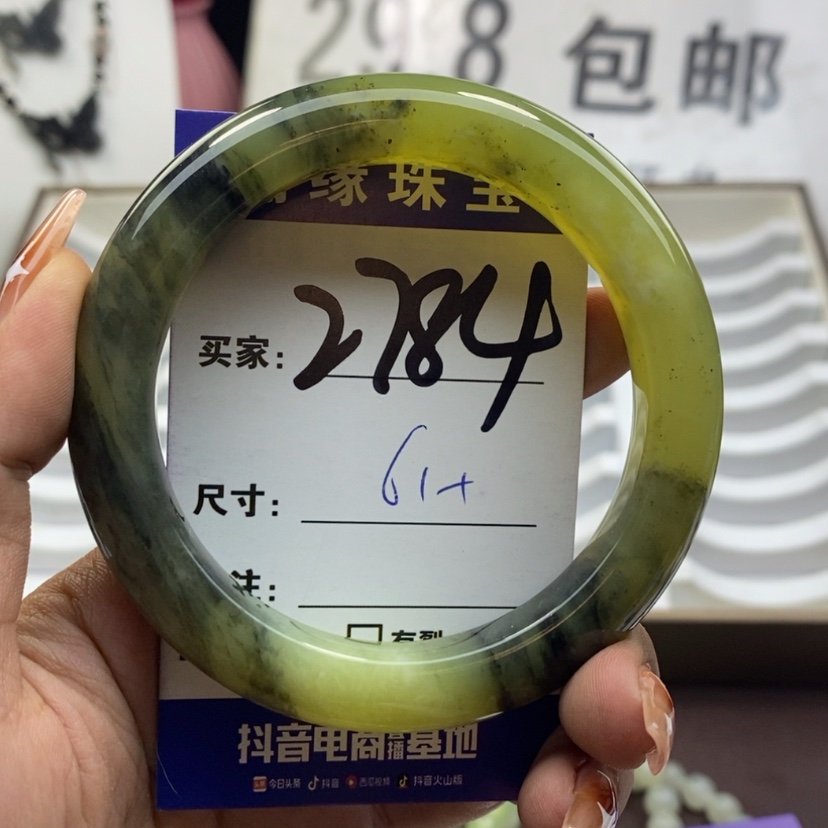 298 包邮
缘珠宝
买家: 2784
尺寸: 61+
注:
有裂
抖音电商直播基地
今日头条 抖音 西瓜视频 抖音火山版